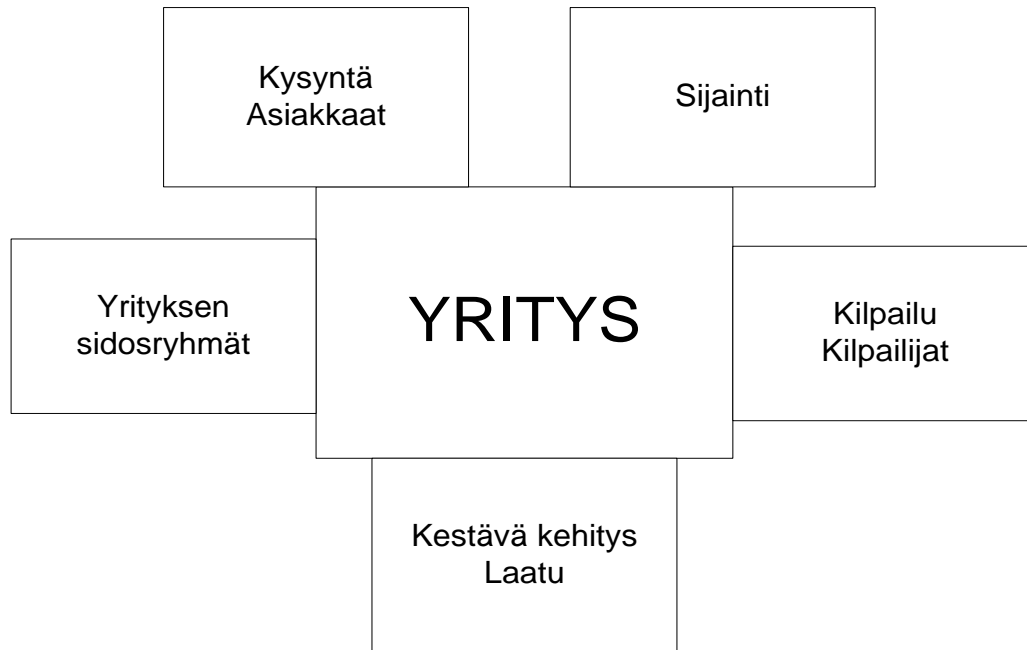 Kysyntä
Asiakkaat
Sijainti
Yrityksen
sidosryhmät
YRITYS
Kilpailu
Kilpailijat
Kestävä kehitys
Laatu